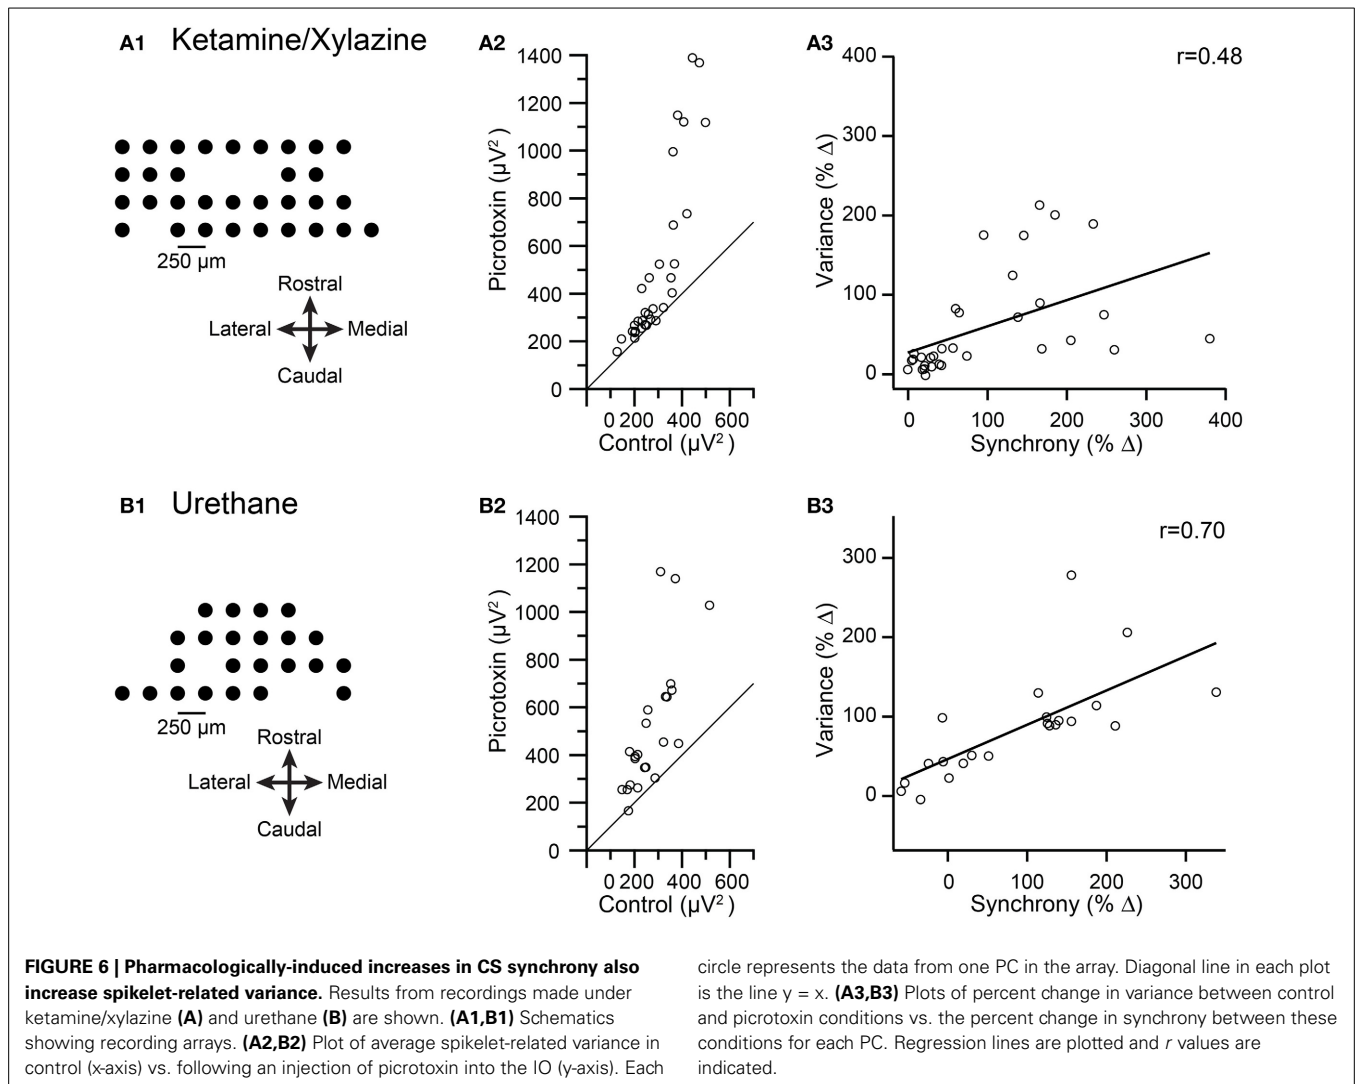 A1 Ketamine/Xylazine
250 µm
Rostral
Lateral Medial
Caudal
A2
1400
1200
1000
800
600
400
200
0
Picrotoxin (µV²)
0 200 400 600
Control (µV²)
A3
r=0.48
400
300
200
100
0
Variance (% Δ)
0 100 200 300 400
Synchrony (% Δ)
B1 Urethane
250 µm
Rostral
Lateral Medial
Caudal
B2
1400
1200
1000
800
600
400
200
0
Picrotoxin (µV²)
0 200 400 600
Control (µV²)
B3
r=0.70
300
200
100
0
Variance (% Δ)
0 100 200 300
Synchrony (% Δ)
FIGURE 6 | Pharmacologically-induced increases in CS synchrony also
increase spikelet-related variance. Results from recordings made under
ketamine/xylazine (A) and urethane (B) are shown. (A1,B1) Schematics
showing recording arrays. (A2,B2) Plot of average spikelet-related variance in
control (x-axis) vs. following an injection of picrotoxin into the IO (y-axis). Each
circle represents the data from one PC in the array. Diagonal line in each plot
is the line y = x. (A3,B3) Plots of percent change in variance between control
and picrotoxin conditions vs. the percent change in synchrony between these
conditions for each PC. Regression lines are plotted and r values are
indicated.